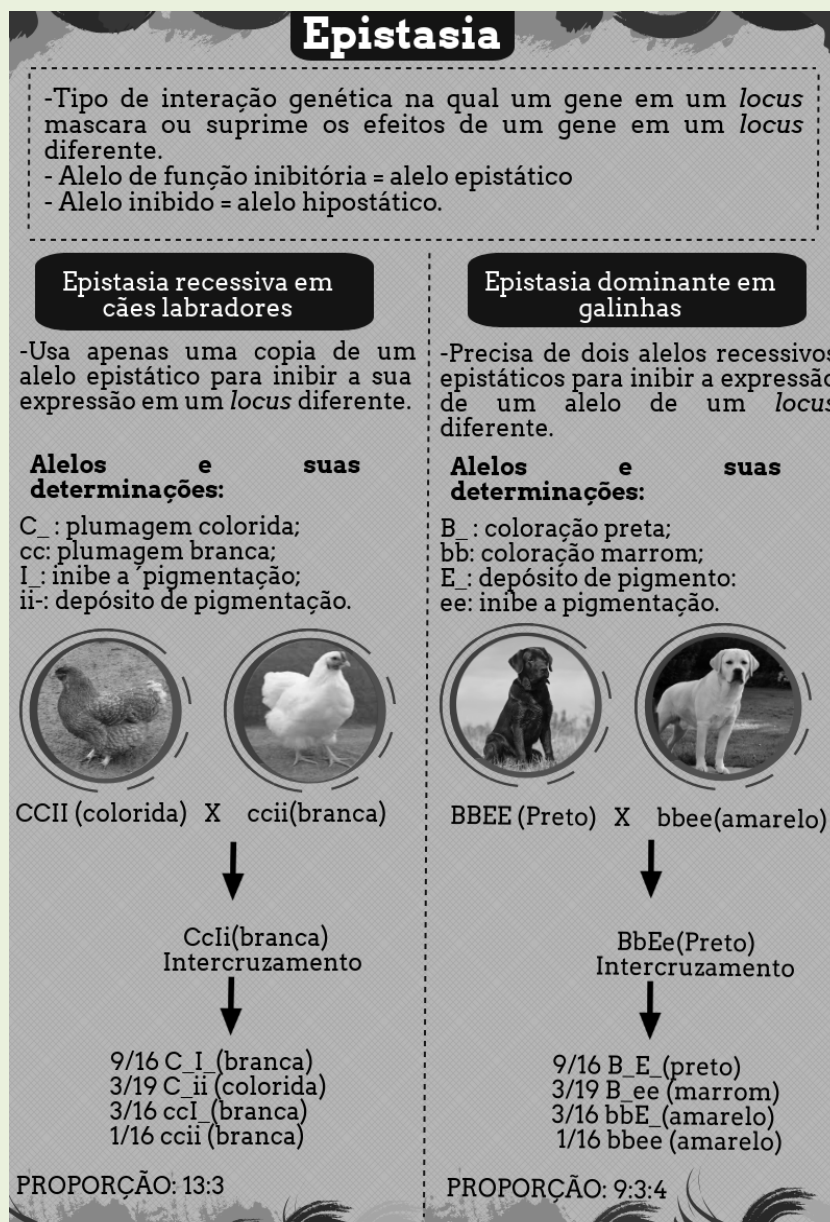 Epistasia
-Tipo de interação genética na qual um gene em um locus
mascara ou suprime os efeitos de um gene em um locus
diferente.
- Alelo de função inibitória = alelo epistático
- Alelo inibido = alelo hipostático.
Epistasia recessiva em
cães labradores
-Usa apenas uma copia de um
alelo epistático para inibir a sua
expressão em um locus diferente.
Alelos e suas
determinações:
C_ : plumagem colorida;
cc: plumagem branca;
I_: inibe a ´pigmentação;
ii-: depósito de pigmentação.
CCII (colorida) X ccii(branca)
CcIi(branca)
Intercruzamento
9/16 C_I_(branca)
3/19 C_ii (colorida)
3/16 ccI_(branca)
1/16 ccii (branca)
PROPORÇÃO: 13:3
Epistasia dominante em
galinhas
-Precisa de dois alelos recessivos
epistáticos para inibir a expressão
de um alelo de um locus
diferente.
Alelos e suas
determinações:
B_ : coloração preta;
bb: coloração marrom;
E_: depósito de pigmento:
ee: inibe a pigmentação.
BBEE (Preto) X bbee(amarelo)
BbEe(Preto)
Intercruzamento
9/16 B_E_(preto)
3/19 B_ee (marrom)
3/16 bbE_(amarelo)
1/16 bbee (amarelo)
PROPORÇÃO: 9:3:4